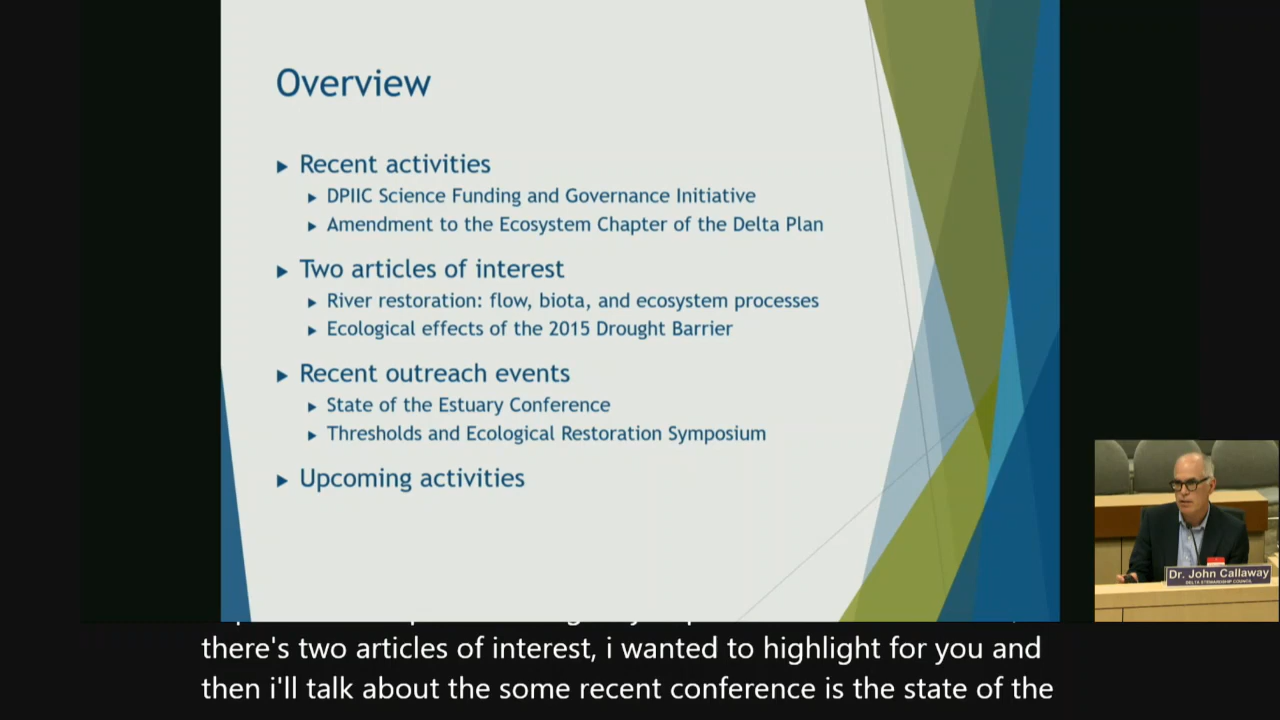 Overview
Recent activities
DPIIC Science Funding and Governance Initiative
Amendment to the Ecosystem Chapter of the Delta Plan
Two articles of interest
River restoration: flow, biota, and ecosystem processes
Ecological effects of the 2015 Drought Barrier
Recent outreach events
State of the Estuary Conference
Thresholds and Ecological Restoration Symposium
Upcoming activities
Dr. John Callaway
DELTA STEWARDSHIP COUNCIL
there's two articles of interest, i wanted to highlight for you and
then i'll talk about the some recent conference is the state of the